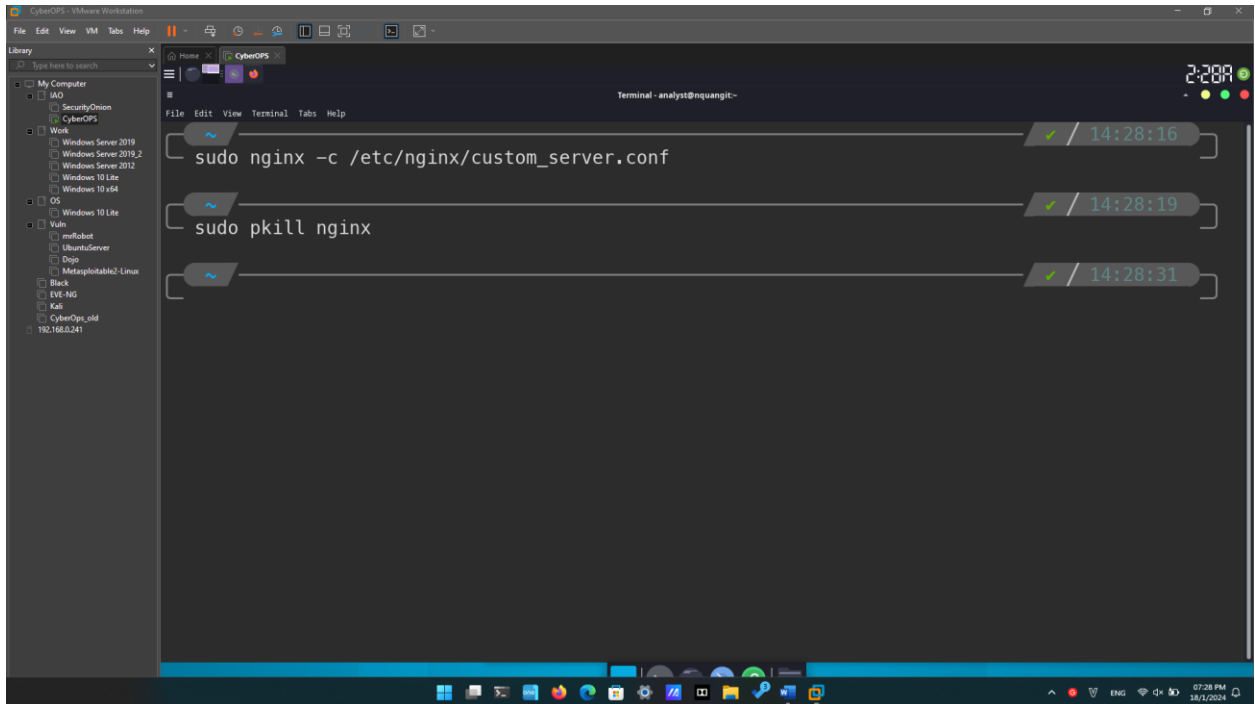 CyberOPS - VMware Workstation
File Edit View VM Tabs Help
Library
Type here to search
My Computer
IAO
SecurityOnion
CyberOPS
Work
Windows Server 2019
Windows Server 2019_2
Windows Server 2012
Windows 10 Lite
Windows 10 x64
OS
Windows 10 Lite
Vuln
mrRobot
UbuntuServer
Dojo
Metasploitable2-Linux
Black
EVE-NG
Kali
CyberOps_old
192.168.0.241
Home CyberOPS
Terminal - analyst@nquangit:~
File Edit View Terminal Tabs Help
~ ✔ / 14:28:16
sudo nginx -c /etc/nginx/custom_server.conf
~ ✔ / 14:28:19
sudo pkill nginx
~ ✔ / 14:28:31
ENG
07:28 PM
18/1/2024